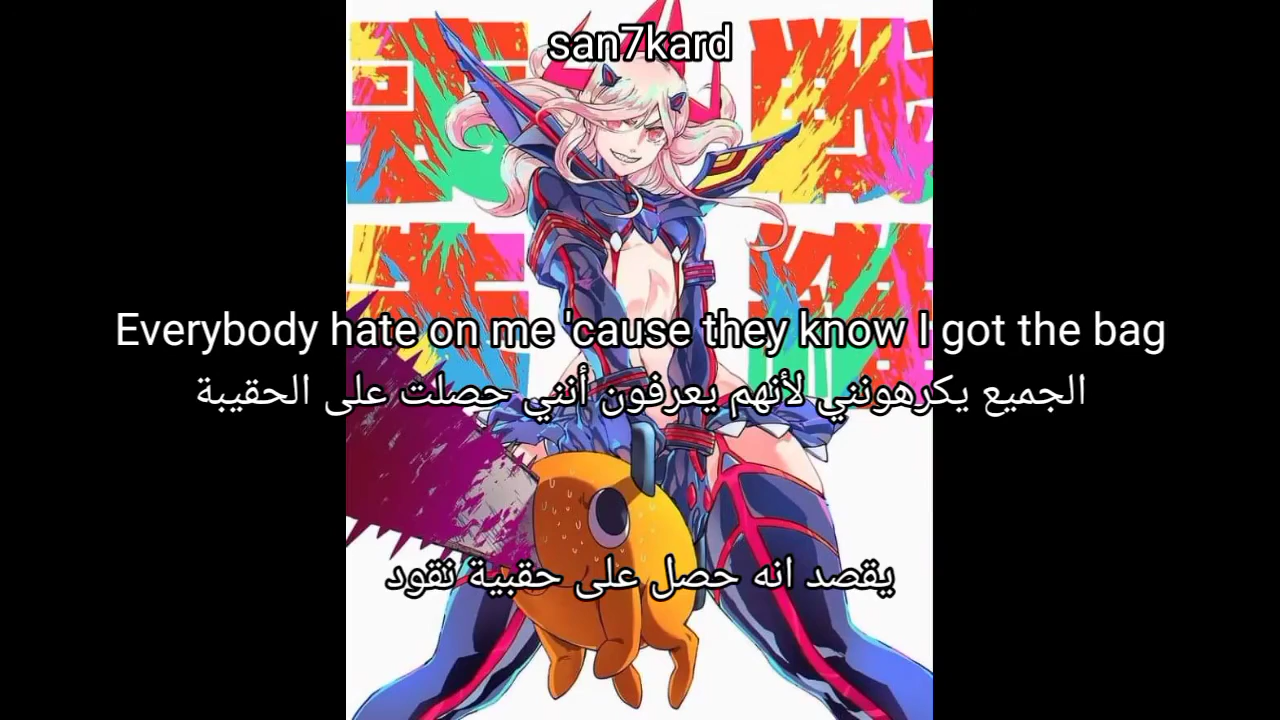 san7kard
Everybody hate on me 'cause they know I got the bag
الجميع يكرهونني لأنهم يعرفون أنني حصلت على الحقيبة
يقصد انه حصل على حقبية نقود